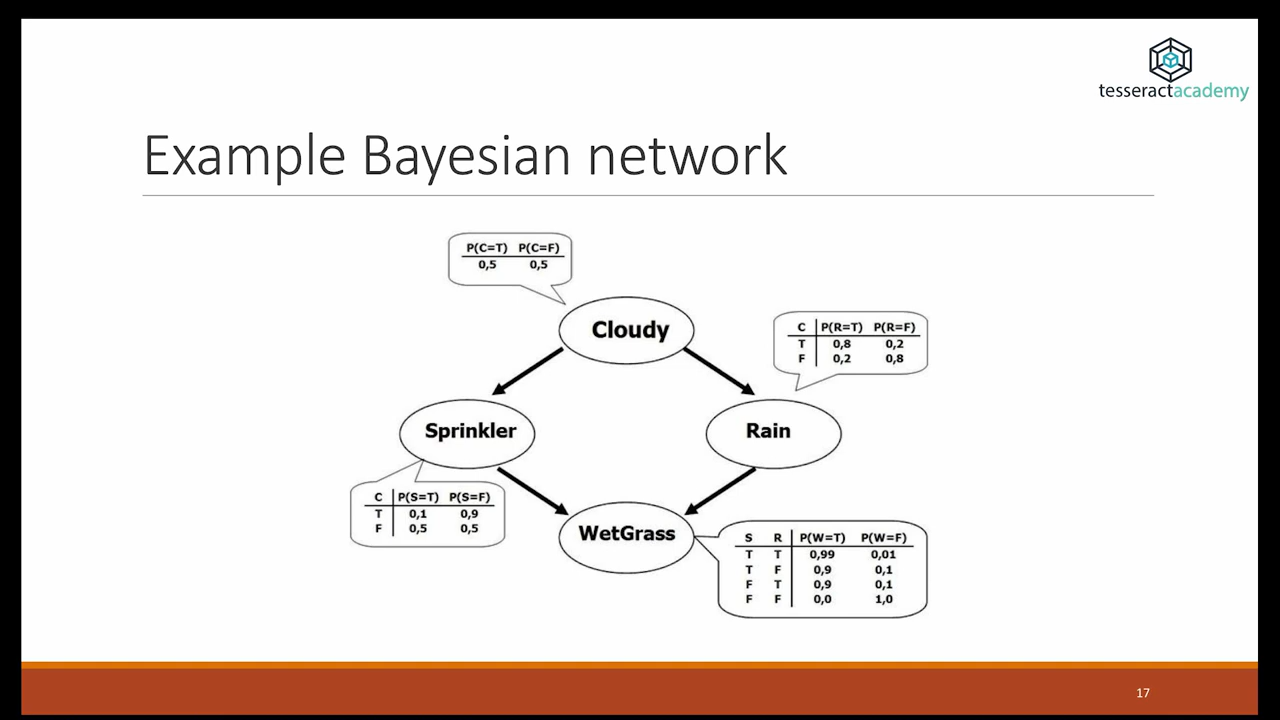 tesseractacademy
Example Bayesian network
P(C=T) P(C=F)
0,5 0,5
Cloudy
C P(R=T) P(R=F)
T 0,8 0,2
F 0,2 0,8
Sprinkler
Rain
C P(S=T) P(S=F)
T 0,1 0,9
F 0,5 0,5
WetGrass
S R P(W=T) P(W=F)
T T 0,99 0,01
T F 0,9 0,1
F T 0,9 0,1
F F 0,0 1,0
17